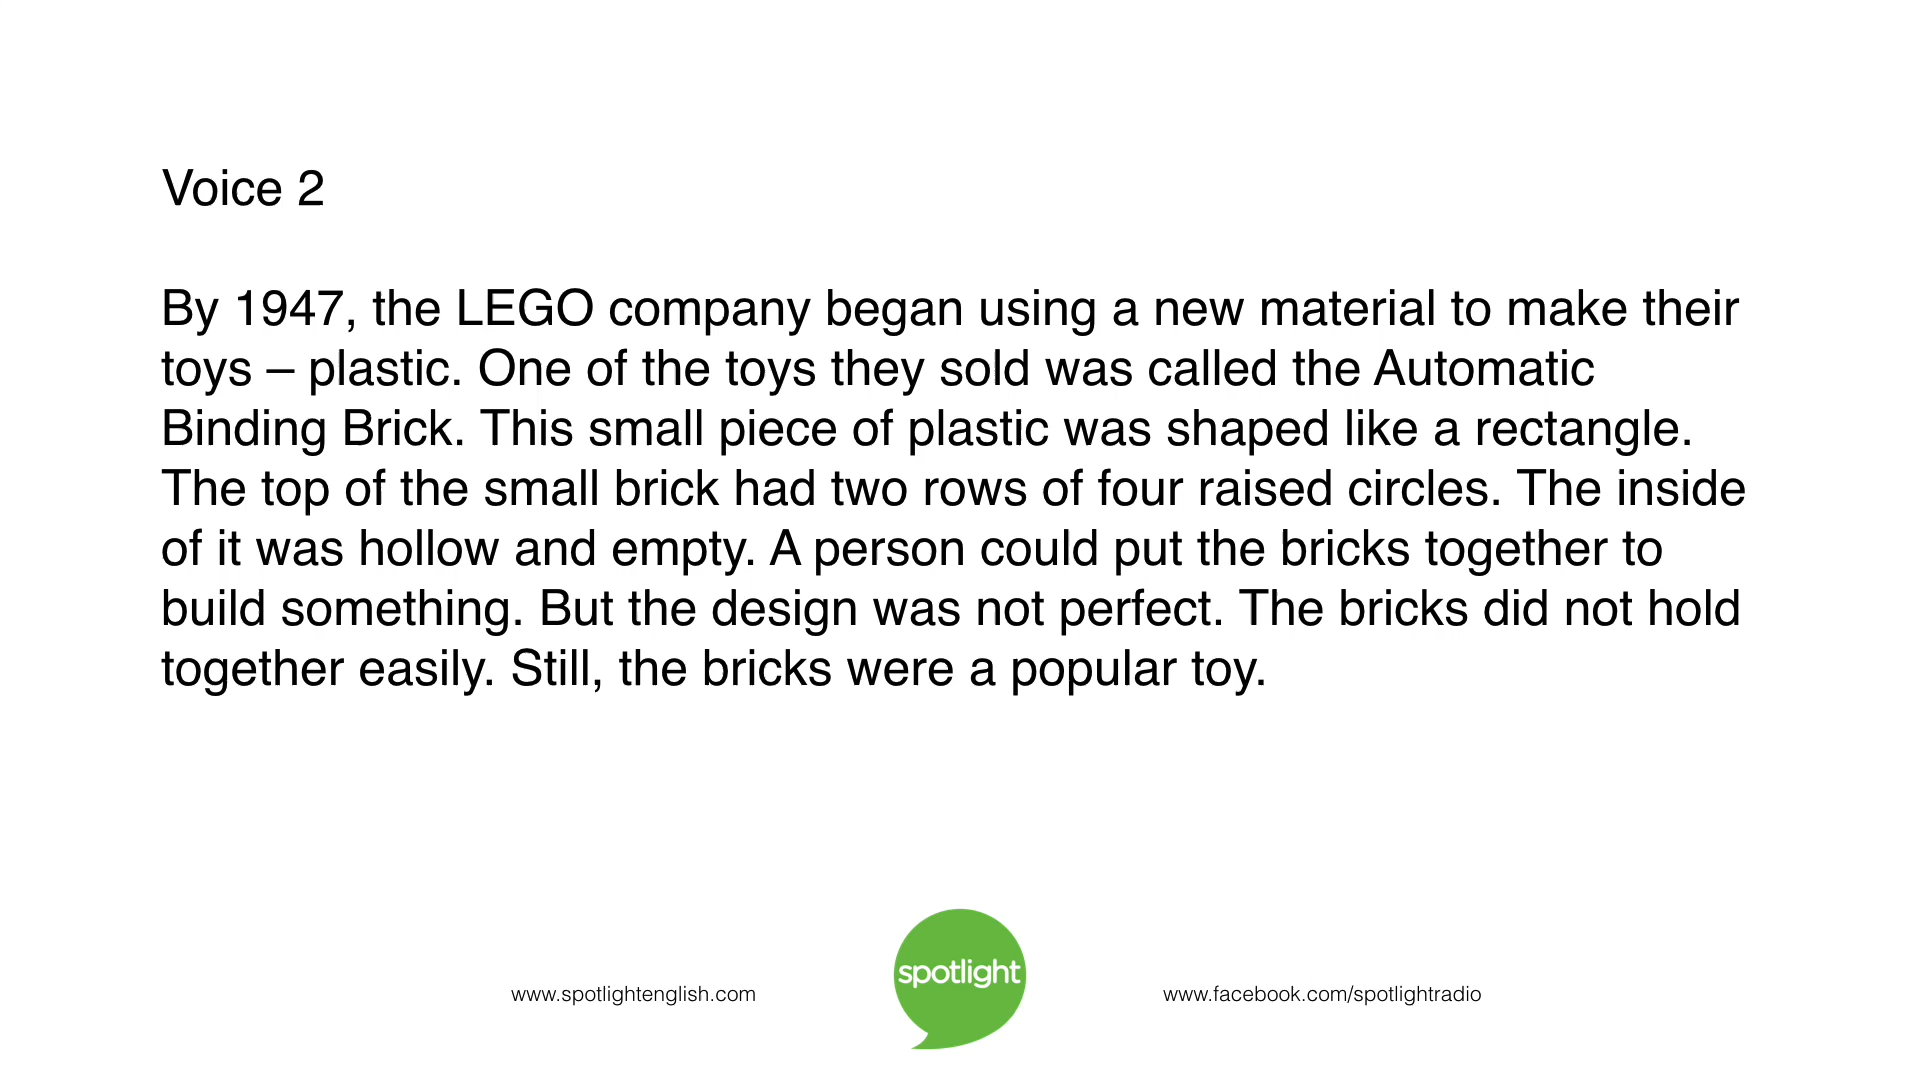 Voice 2
By 1947, the LEGO company began using a new material to make their
toys – plastic. One of the toys they sold was called the Automatic
Binding Brick. This small piece of plastic was shaped like a rectangle.
The top of the small brick had two rows of four raised circles. The inside
of it was hollow and empty. A person could put the bricks together to
build something. But the design was not perfect. The bricks did not hold
together easily. Still, the bricks were a popular toy.
spotlight
www.spotlightenglish.com
www.facebook.com/spotlightradio